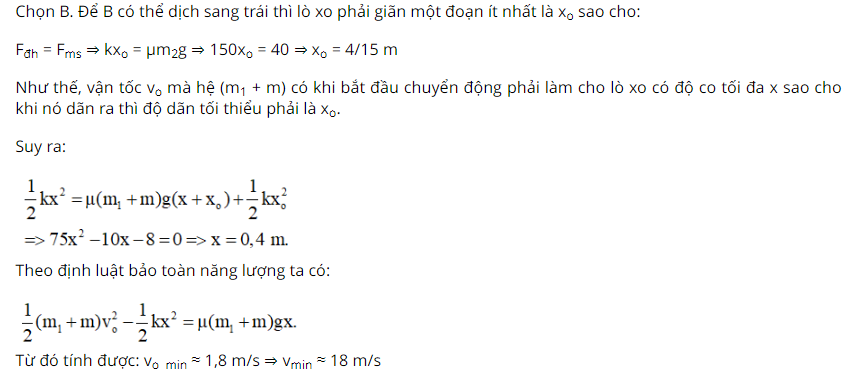 Chọn B. Để B có thể dịch sang trái thì lò xo phải giãn một đoạn ít nhất là xₒ sao cho:
Fđh = Fms ⇒ kxₒ = µm₂g ⇒ 150xₒ = 40 ⇒ xₒ = 4/15 m
Như thế, vận tốc vₒ mà hệ (m₁ + m) có khi bắt đầu chuyển động phải làm cho lò xo có độ co tối đa x sao cho
khi nó dãn ra thì độ dãn tối thiểu phải là xₒ.
Suy ra:
1/2 kx² = µ(m₁ + m)g(x + xₒ) + 1/2 kxₒ²
=> 75x² − 10x − 8 = 0 => x = 0,4 m.
Theo định luật bảo toàn năng lượng ta có:
1/2 (m₁ + m)vₒ² − 1/2 kx² = µ(m₁ + m)gx.
Từ đó tính được: vₒ min ≈ 1,8 m/s ⇒ vmin ≈ 18 m/s